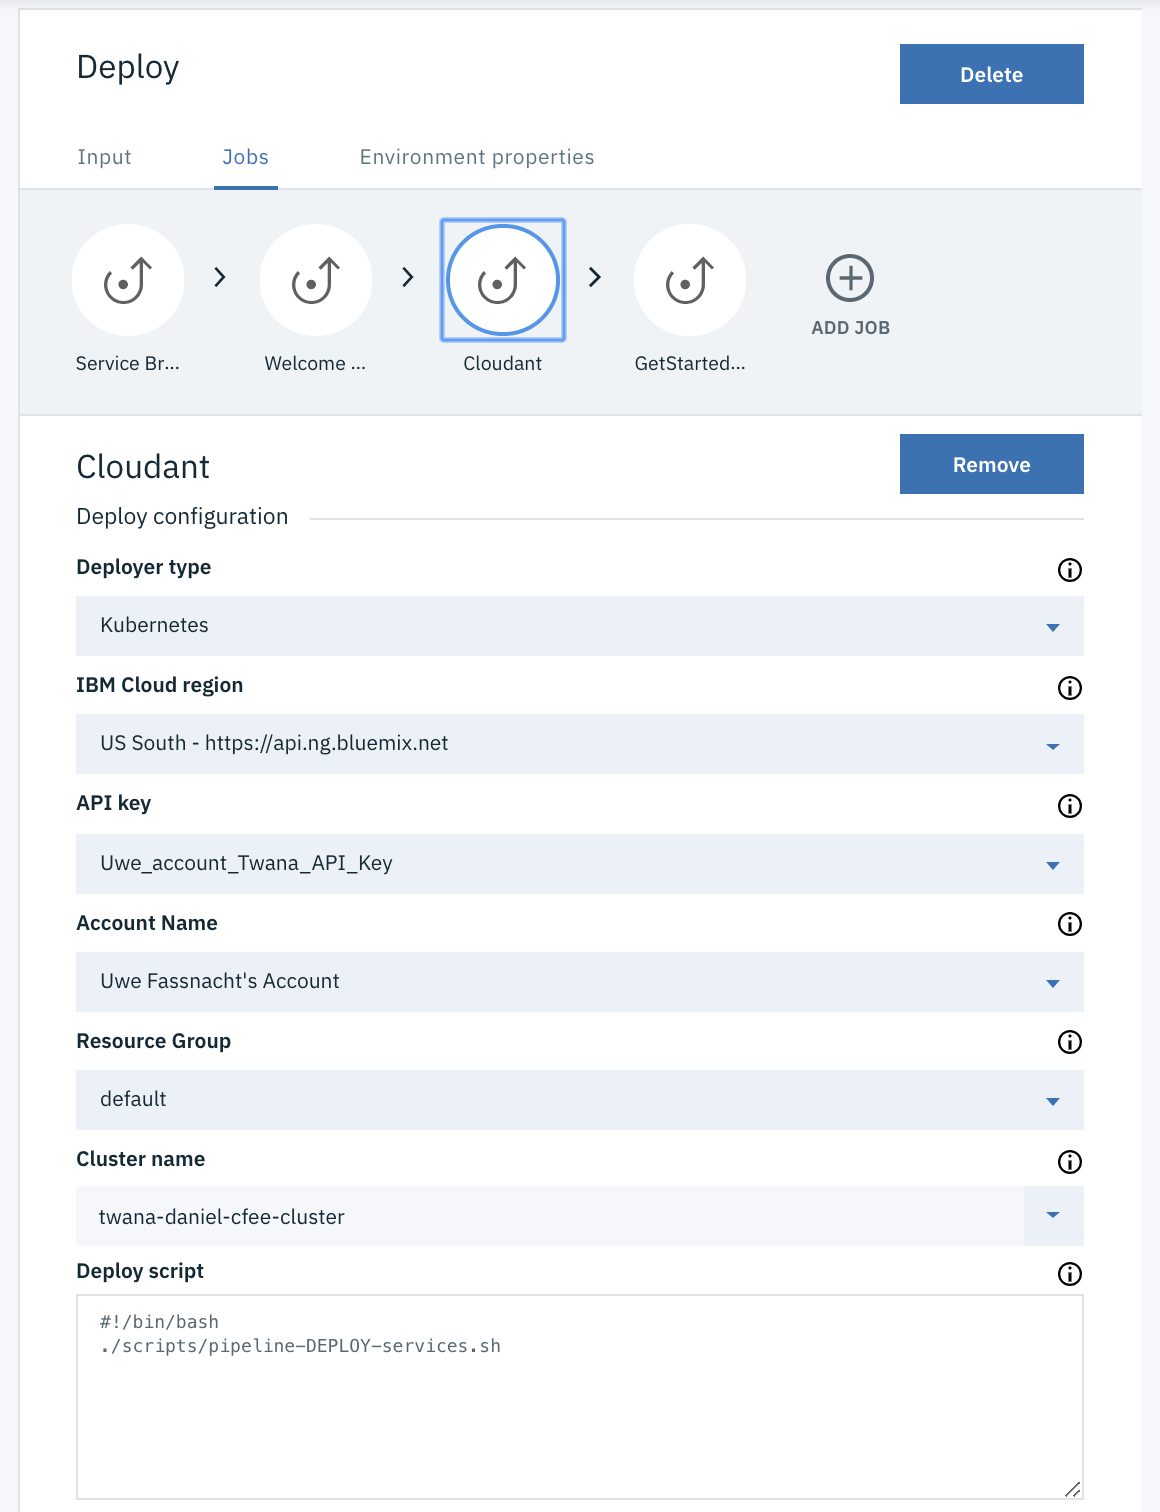 Deploy
Delete
Input Jobs Environment properties
Service Br... Welcome ... Cloudant GetStarted... ADD JOB
Cloudant
Remove
Deploy configuration
Deployer type
Kubernetes
IBM Cloud region
US South - https://api.ng.bluemix.net
API key
Uwe_account_Twana_API_Key
Account Name
Uwe Fassnacht's Account
Resource Group
default
Cluster name
twana-daniel-cfee-cluster
Deploy script
#!/bin/bash
./scripts/pipeline-DEPLOY-services.sh